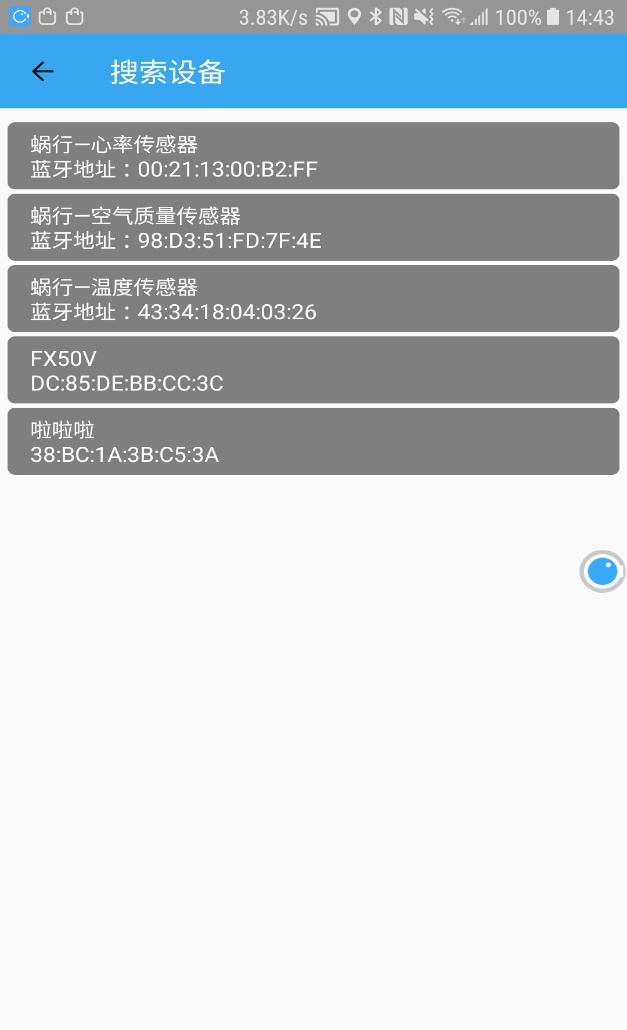 3.83K/s 100% 14:43
搜索设备
蜗行—心率传感器
蓝牙地址：00:21:13:00:B2:FF
蜗行—空气质量传感器
蓝牙地址：98:D3:51:FD:7F:4E
蜗行—温度传感器
蓝牙地址：43:34:18:04:03:26
FX50V
DC:85:DE:BB:CC:3C
啦啦啦
38:BC:1A:3B:C5:3A